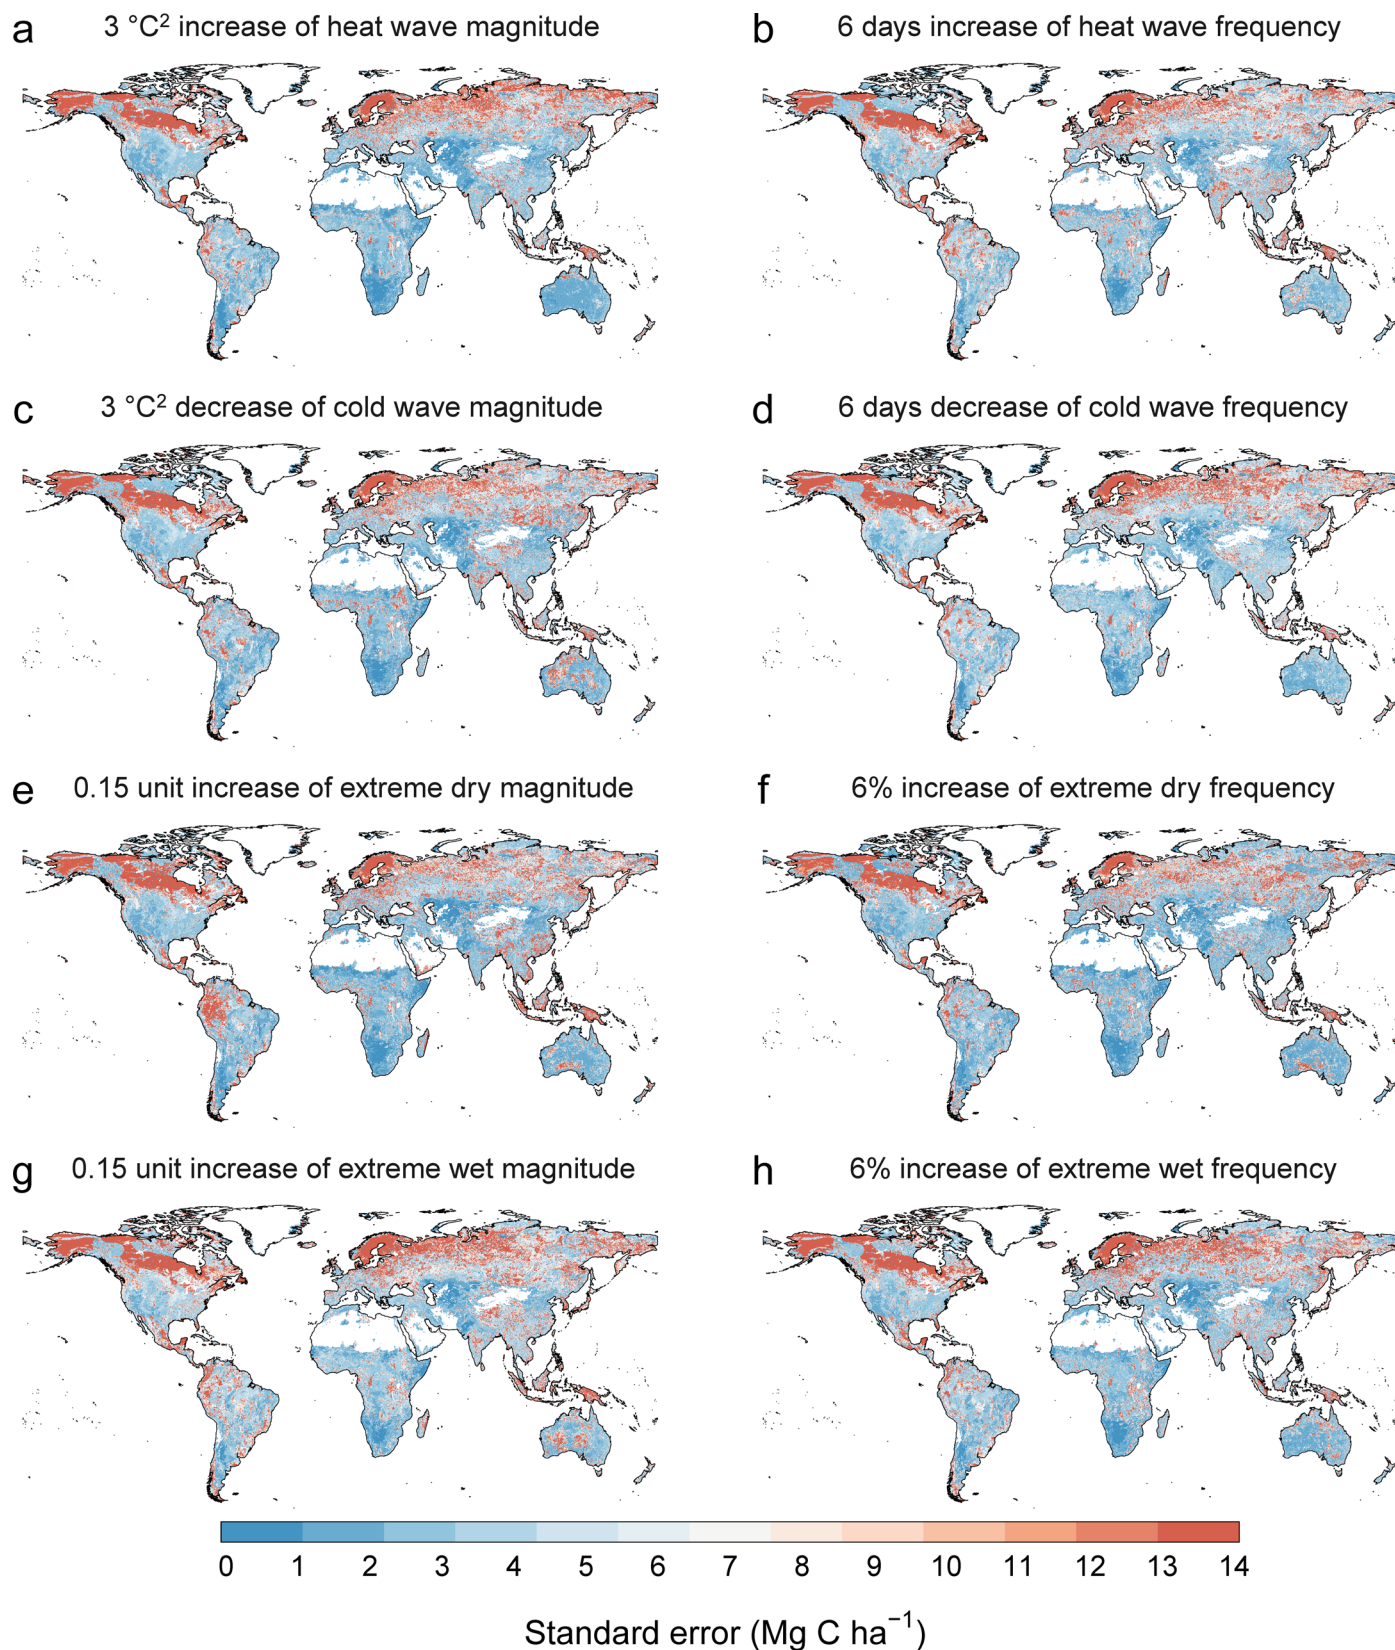 a 3 °C² increase of heat wave magnitude
b 6 days increase of heat wave frequency
c 3 °C² decrease of cold wave magnitude
d 6 days decrease of cold wave frequency
e 0.15 unit increase of extreme dry magnitude
f 6% increase of extreme dry frequency
g 0.15 unit increase of extreme wet magnitude
h 6% increase of extreme wet frequency
0 1 2 3 4 5 6 7 8 9 10 11 12 13 14
Standard error (Mg C ha⁻¹)